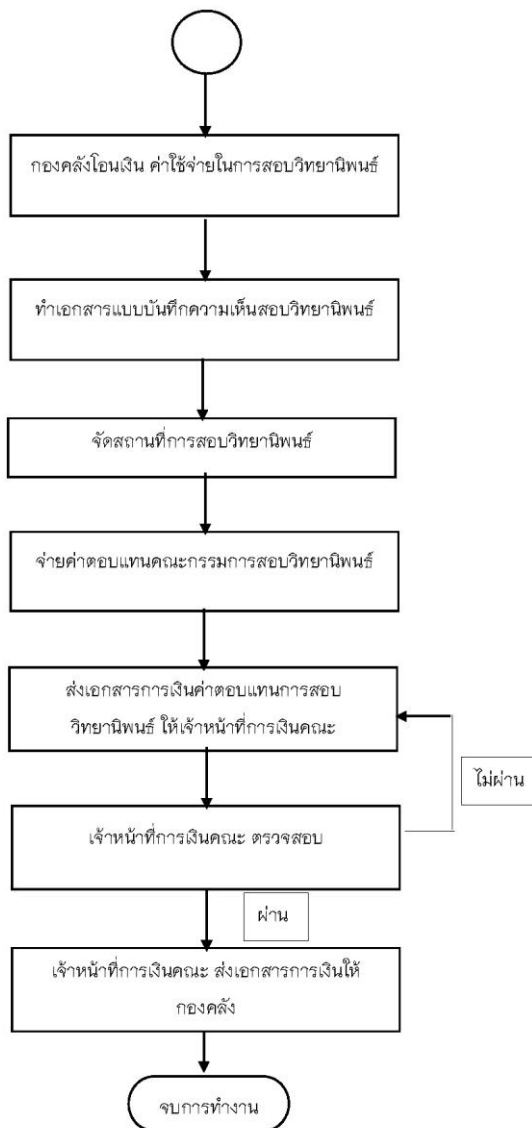 กองคลังโอนเงิน ค่าใช้จ่ายในการสอบวิทยานิพนธ์
ทำเอกสารแบบบันทึกความเห็นสอบวิทยานิพนธ์
จัดสถานที่การสอบวิทยานิพนธ์
จ่ายค่าตอบแทนคณะกรรมการสอบวิทยานิพนธ์
ส่งเอกสารการเงินค่าตอบแทนการสอบ
วิทยานิพนธ์ ให้เจ้าหน้าที่การเงินคณะ
ไม่ผ่าน
เจ้าหน้าที่การเงินคณะ ตรวจสอบ
ผ่าน
เจ้าหน้าที่การเงินคณะ ส่งเอกสารการเงินให้
กองคลัง
จบการทำงาน